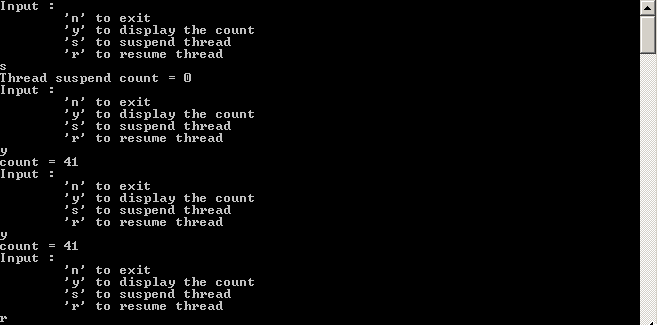 Input :
        'n' to exit
        'y' to display the count
        's' to suspend thread
        'r' to resume thread
s
Thread suspend count = 0
Input :
        'n' to exit
        'y' to display the count
        's' to suspend thread
        'r' to resume thread
y
count = 41
Input :
        'n' to exit
        'y' to display the count
        's' to suspend thread
        'r' to resume thread
y
count = 41
Input :
        'n' to exit
        'y' to display the count
        's' to suspend thread
        'r' to resume thread
r